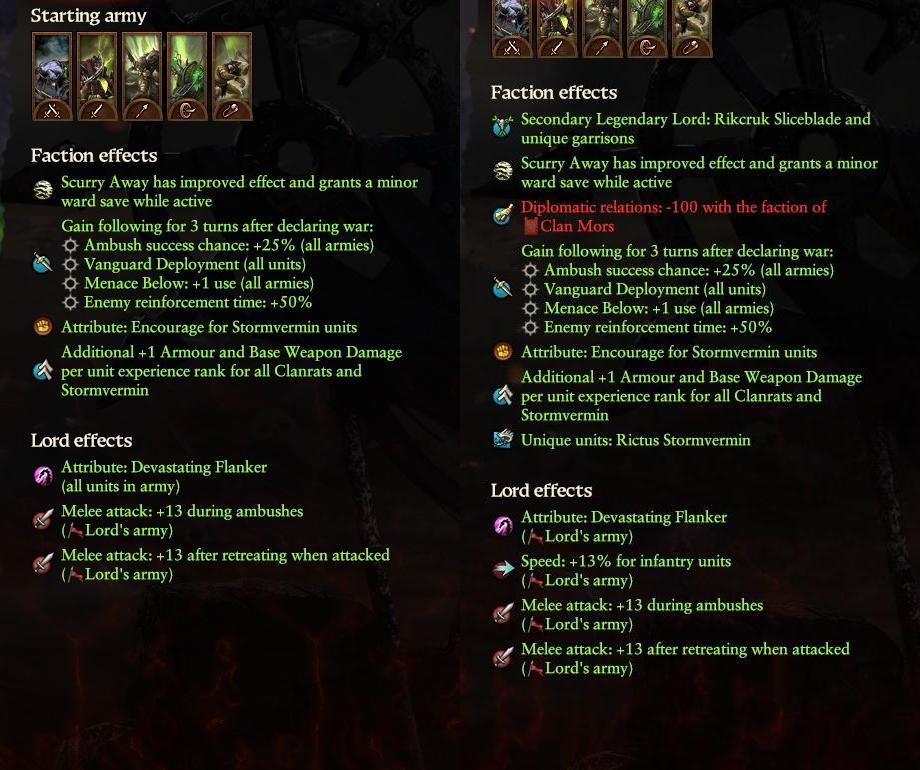 Starting army
Faction effects
Scurry Away has improved effect and grants a minor
ward save while active
Gain following for 3 turns after declaring war:
Ambush success chance: +25% (all armies)
Vanguard Deployment (all units)
Menace Below: +1 use (all armies)
Enemy reinforcement time: +50%
Attribute: Encourage for Stormvermin units
Additional +1 Armour and Base Weapon Damage
per unit experience rank for all Clanrats and
Stormvermin
Lord effects
Attribute: Devastating Flanker
(all units in army)
Melee attack: +13 during ambushes
(Lord's army)
Melee attack: +13 after retreating when attacked
(Lord's army)
Faction effects
Secondary Legendary Lord: Rikcruk Sliceblade and
unique garrisons
Scurry Away has improved effect and grants a minor
ward save while active
Diplomatic relations: -100 with the faction of
Clan Mors
Gain following for 3 turns after declaring war:
Ambush success chance: +25% (all armies)
Vanguard Deployment (all units)
Menace Below: +1 use (all armies)
Enemy reinforcement time: +50%
Attribute: Encourage for Stormvermin units
Additional +1 Armour and Base Weapon Damage
per unit experience rank for all Clanrats and
Stormvermin
Unique units: Rictus Stormvermin
Lord effects
Attribute: Devastating Flanker
(Lord's army)
Speed: +13% for infantry units
(Lord's army)
Melee attack: +13 during ambushes
(Lord's army)
Melee attack: +13 after retreating when attacked
(Lord's army)